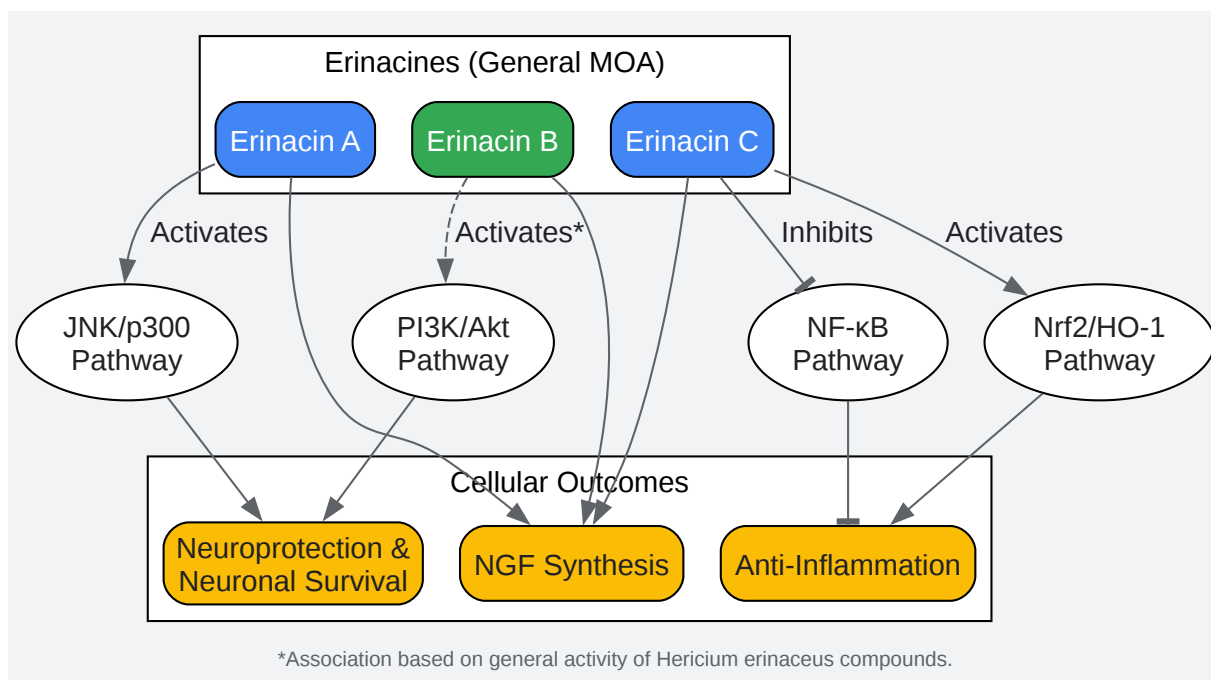 Erinacines (General MOA)
Erinacin A
Erinacin B
Erinacin C
Activates
Activates*
Inhibits
Activates
JNK/p300
Pathway
PI3K/Akt
Pathway
NF-κB
Pathway
Nrf2/HO-1
Pathway
Cellular Outcomes
Neuroprotection &
Neuronal Survival
NGF Synthesis
Anti-Inflammation
*Association based on general activity of Hericium erinaceus compounds.